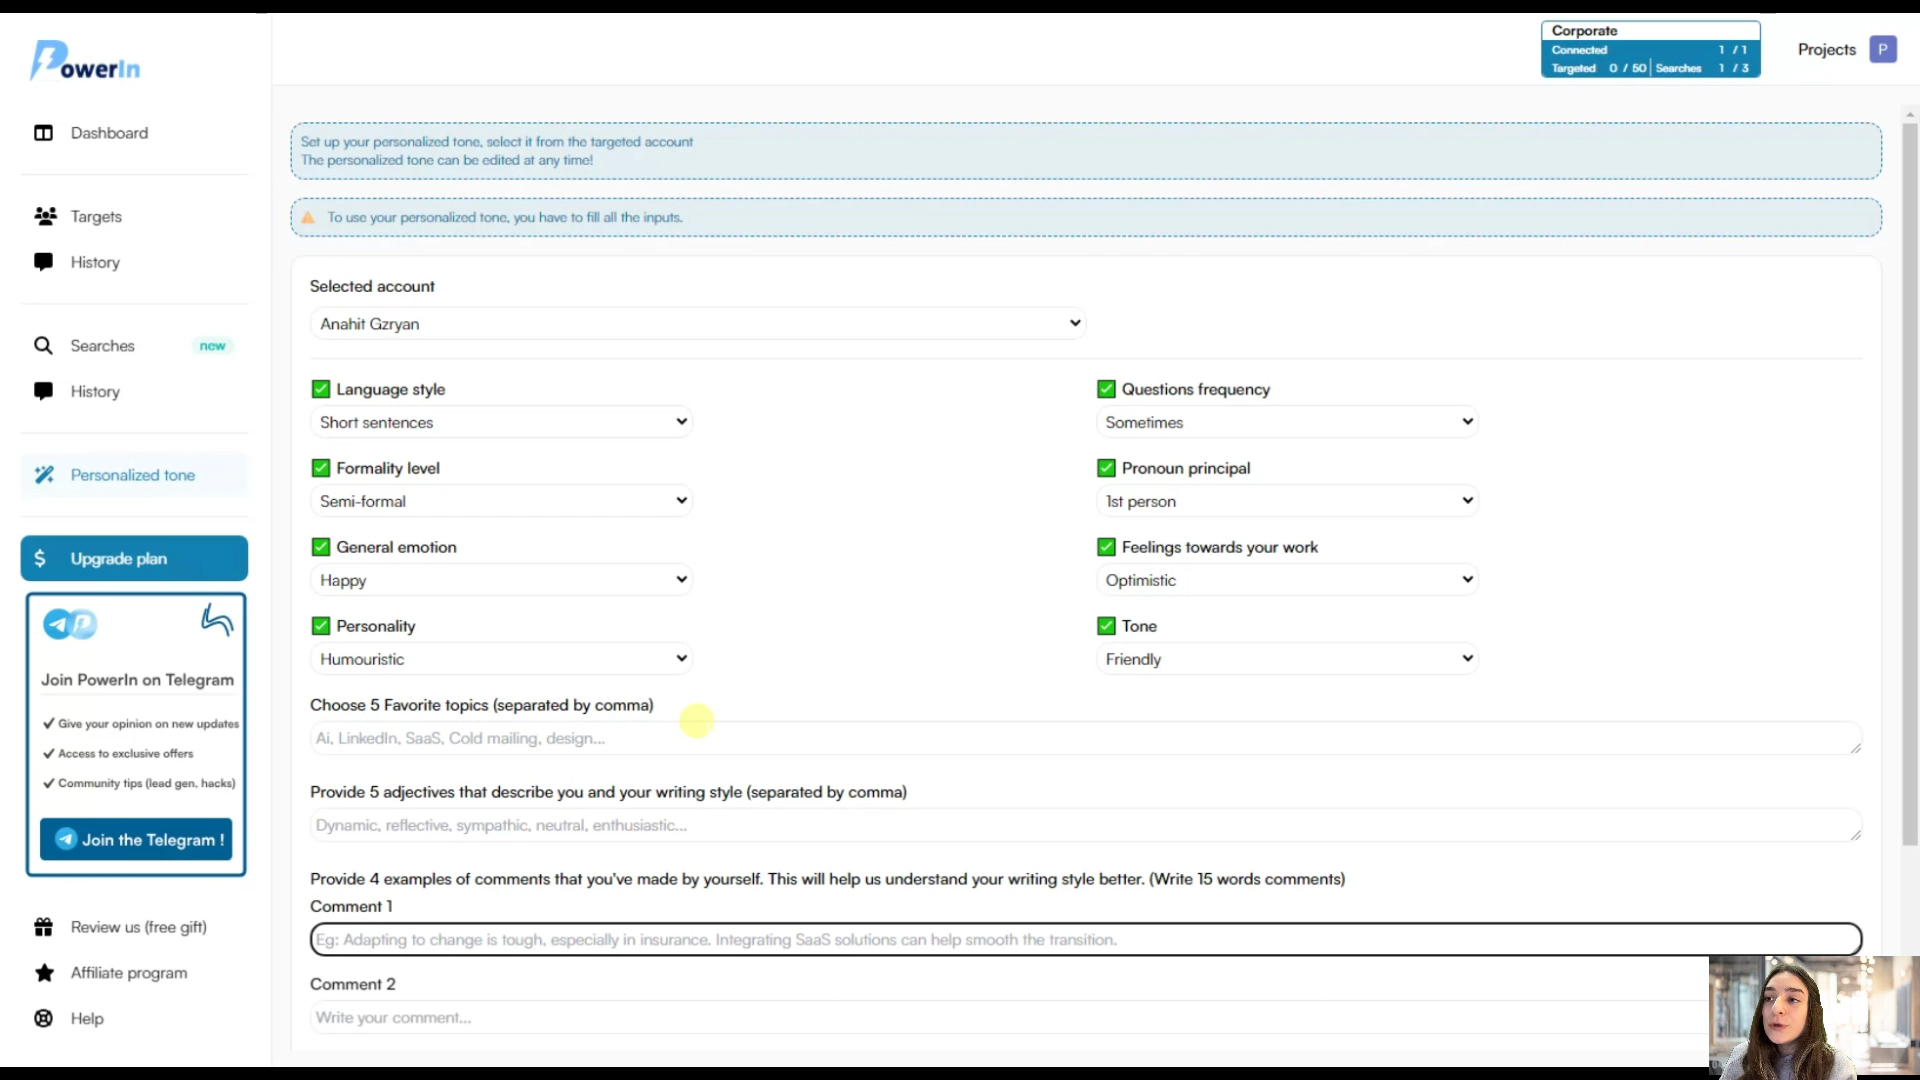 PowerIn
Corporate
Connected 1 / 1
Targeted 0 / 50 Searches 1 / 3
Projects P
Dashboard
Targets
History
Searches new
History
Personalized tone
$ Upgrade plan
Join PowerIn on Telegram
Give your opinion on new updates
Access to exclusive offers
Community tips (lead gen, hacks)
Join the Telegram !
Review us (free gift)
Affiliate program
Help
Set up your personalized tone, select it from the targeted account
The personalized tone can be edited at any time!
To use your personalized tone, you have to fill all the inputs.
Selected account
Anahit Gzryan
Language style
Short sentences
Questions frequency
Sometimes
Formality level
Semi-formal
Pronoun principal
1st person
General emotion
Happy
Feelings towards your work
Optimistic
Personality
Humouristic
Tone
Friendly
Choose 5 Favorite topics (separated by comma)
Ai, LinkedIn, SaaS, Cold mailing, design...
Provide 5 adjectives that describe you and your writing style (separated by comma)
Dynamic, reflective, sympathic, neutral, enthusiastic...
Provide 4 examples of comments that you've made by yourself. This will help us understand your writing style better. (Write 15 words comments)
Comment 1
Eg: Adapting to change is tough, especially in insurance. Integrating SaaS solutions can help smooth the transition.
Comment 2
Write your comment...